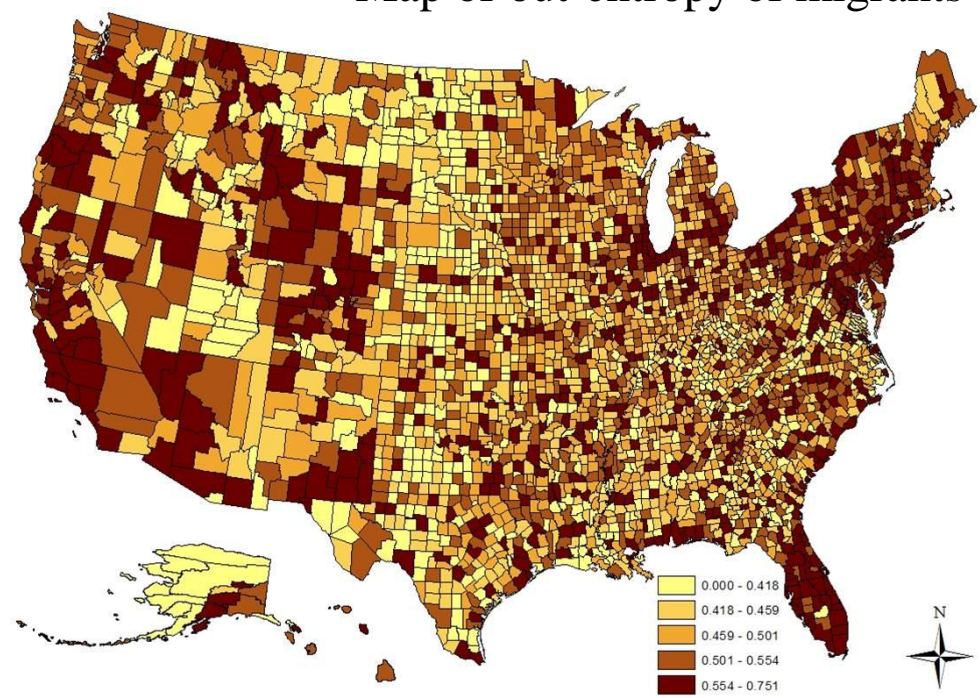 Map of out-entropy of migrants
0.000 - 0.418
0.418 - 0.459
0.459 - 0.501
0.501 - 0.554
0.554 - 0.751
N